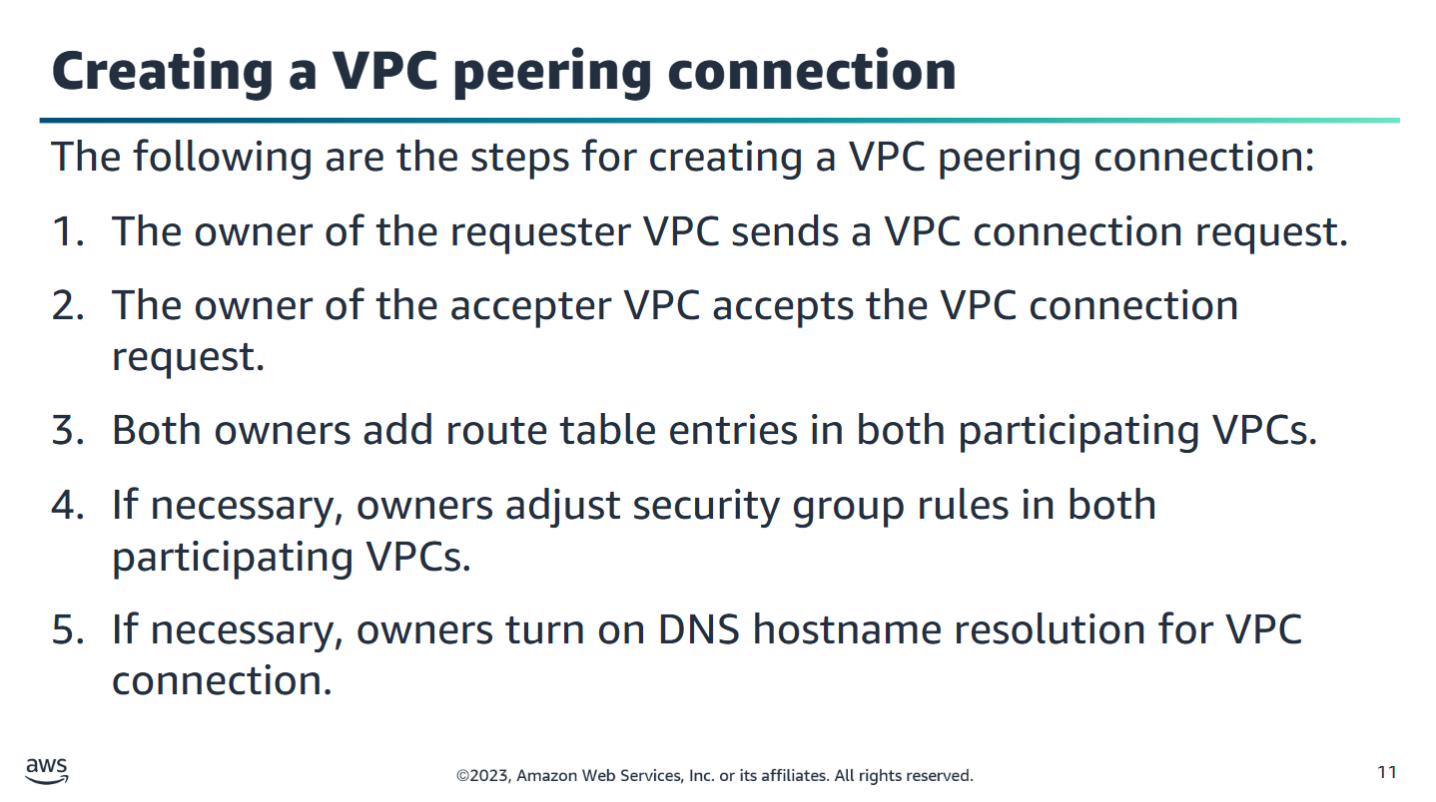 Creating a VPC peering connection
The following are the steps for creating a VPC peering connection:
1. The owner of the requester VPC sends a VPC connection request.
2. The owner of the accepter VPC accepts the VPC connection
request.
3. Both owners add route table entries in both participating VPCs.
4. If necessary, owners adjust security group rules in both
participating VPCs.
5. If necessary, owners turn on DNS hostname resolution for VPC
connection.
aws
©2023, Amazon Web Services, Inc. or its affiliates. All rights reserved.
11